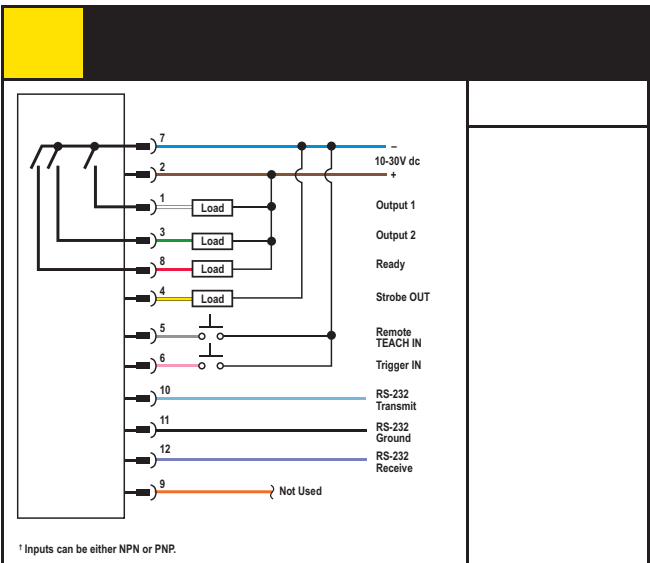 7
–
10-30V dc
2
+
1
Load
Output 1
3
Load
Output 2
8
Load
Ready
4
Load
Strobe OUT
5
Remote
TEACH IN
6
Trigger IN
10
RS-232
Transmit
11
RS-232
Ground
12
RS-232
Receive
9
Not Used
† Inputs can be either NPN or PNP.